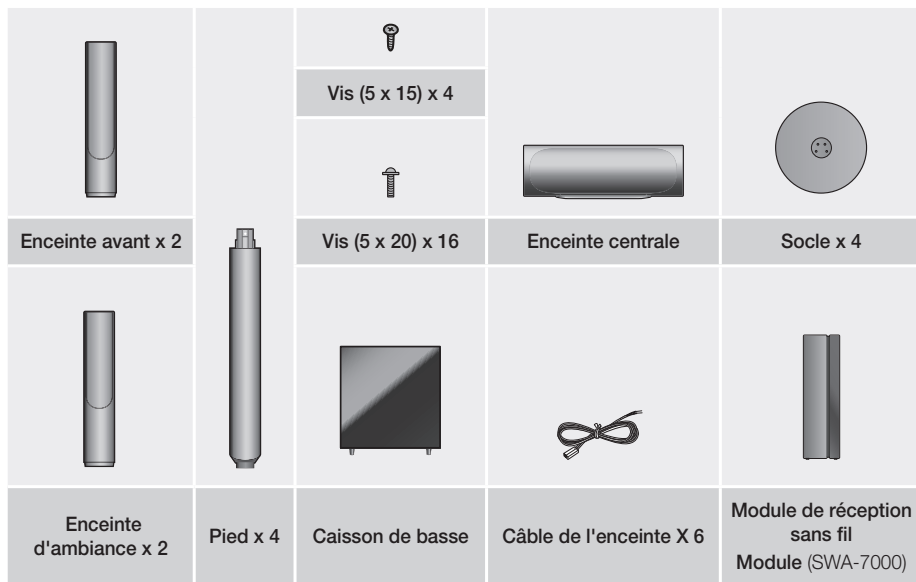 Vis (5 x 15) x 4
Enceinte avant x 2
Vis (5 x 20) x 16
Enceinte centrale
Socle x 4
Enceinte
d'ambiance x 2
Pied x 4
Caisson de basse
Câble de l'enceinte X 6
Module de réception
sans fil
Module (SWA-7000)